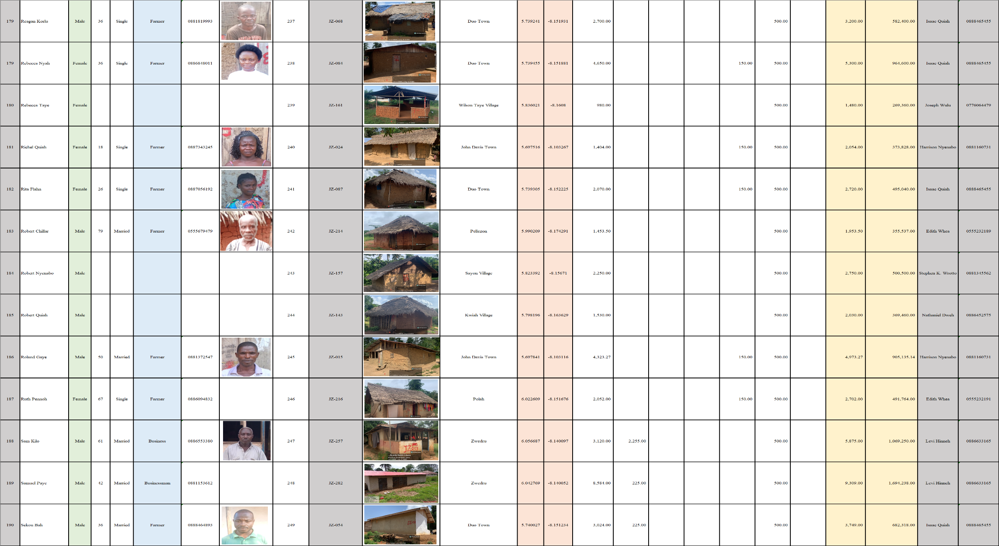 179 Reagan Korlu Male 36 Single Farmer 0881819993 237 JZ-068 Duo Town 5.739241 -8.151931 2,700.00 500.00 3,200.00 582,400.00 Isaac Quiah 0888465455
179 Rebecca Nyah Female 36 Single Farmer 0886848011 238 JZ-084 Duo Town 5.739455 -8.151881 4,650.00 150.00 500.00 5,300.00 964,600.00 Isaac Quiah 0888465455
180 Rebecca Taye Female 239 JZ-161 Wilson Taye Village 5.836021 -8.1608 980.00 500.00 1,480.00 269,360.00 Joseph Wulu 0776064479
181 Richel Quiah Female 18 Single Farmer 0887343245 240 JZ-024 John Davis Town 5.697516 -8.103267 1,404.00 150.00 500.00 2,054.00 373,828.00 Harrison Nyenabo 0881160731
182 Rita Flahn Female 26 Single Farmer 0887056192 241 JZ-087 Duo Town 5.739305 -8.152225 2,070.00 150.00 500.00 2,720.00 495,040.00 Isaac Quiah 0888465455
183 Robert Chillar Male 79 Married Farmer 0555679479 242 JZ-214 Pellezon 5.990209 -8.174291 1,453.50 500.00 1,953.50 355,537.00 Edith Whea 0555232189
184 Robert Nyenabo Male 243 JZ-157 Sayon Village 5.823392 -8.15671 2,250.00 500.00 2,750.00 500,500.00 Stephen K. Wrotto 0881345562
185 Robert Quiah Male 244 JZ-143 Kwiah Village 5.798196 -8.163629 1,530.00 500.00 2,030.00 369,460.00 Nathaniel Dweh 0886452575
186 Roland Gaye Male 50 Married Farmer 0881372547 245 JZ-015 John Davis Town 5.697841 -8.103116 4,323.27 150.00 500.00 4,973.27 905,135.14 Harrison Nyenabo 0881160731
187 Ruth Pennoh Female 67 Single Farmer 0886094832 246 JZ-216 Polah 6.022609 -8.151676 2,052.00 150.00 500.00 2,702.00 491,764.00 Edith Whea 0555232191
188 Sam Kilo Male 61 Married Business 0886553380 247 JZ-257 Zwedru 6.056687 -8.140097 3,120.00 2,255.00 500.00 5,875.00 1,069,250.00 Levi Hinneh 0886633165
JZ-257
189 Samuel Paye Male 42 Married Businessman 0881153612 248 JZ-282 Zwedru 6.042769 -8.140052 8,584.00 225.00 500.00 9,309.00 1,694,238.00 Levi Hinneh 0886633165
190 Sekou Bah Male 36 Married Farmer 0888464893 249 JZ-054 Duo Town 5.740027 -8.151234 3,024.00 225.00 500.00 3,749.00 682,318.00 Isaac Quiah 0888465455